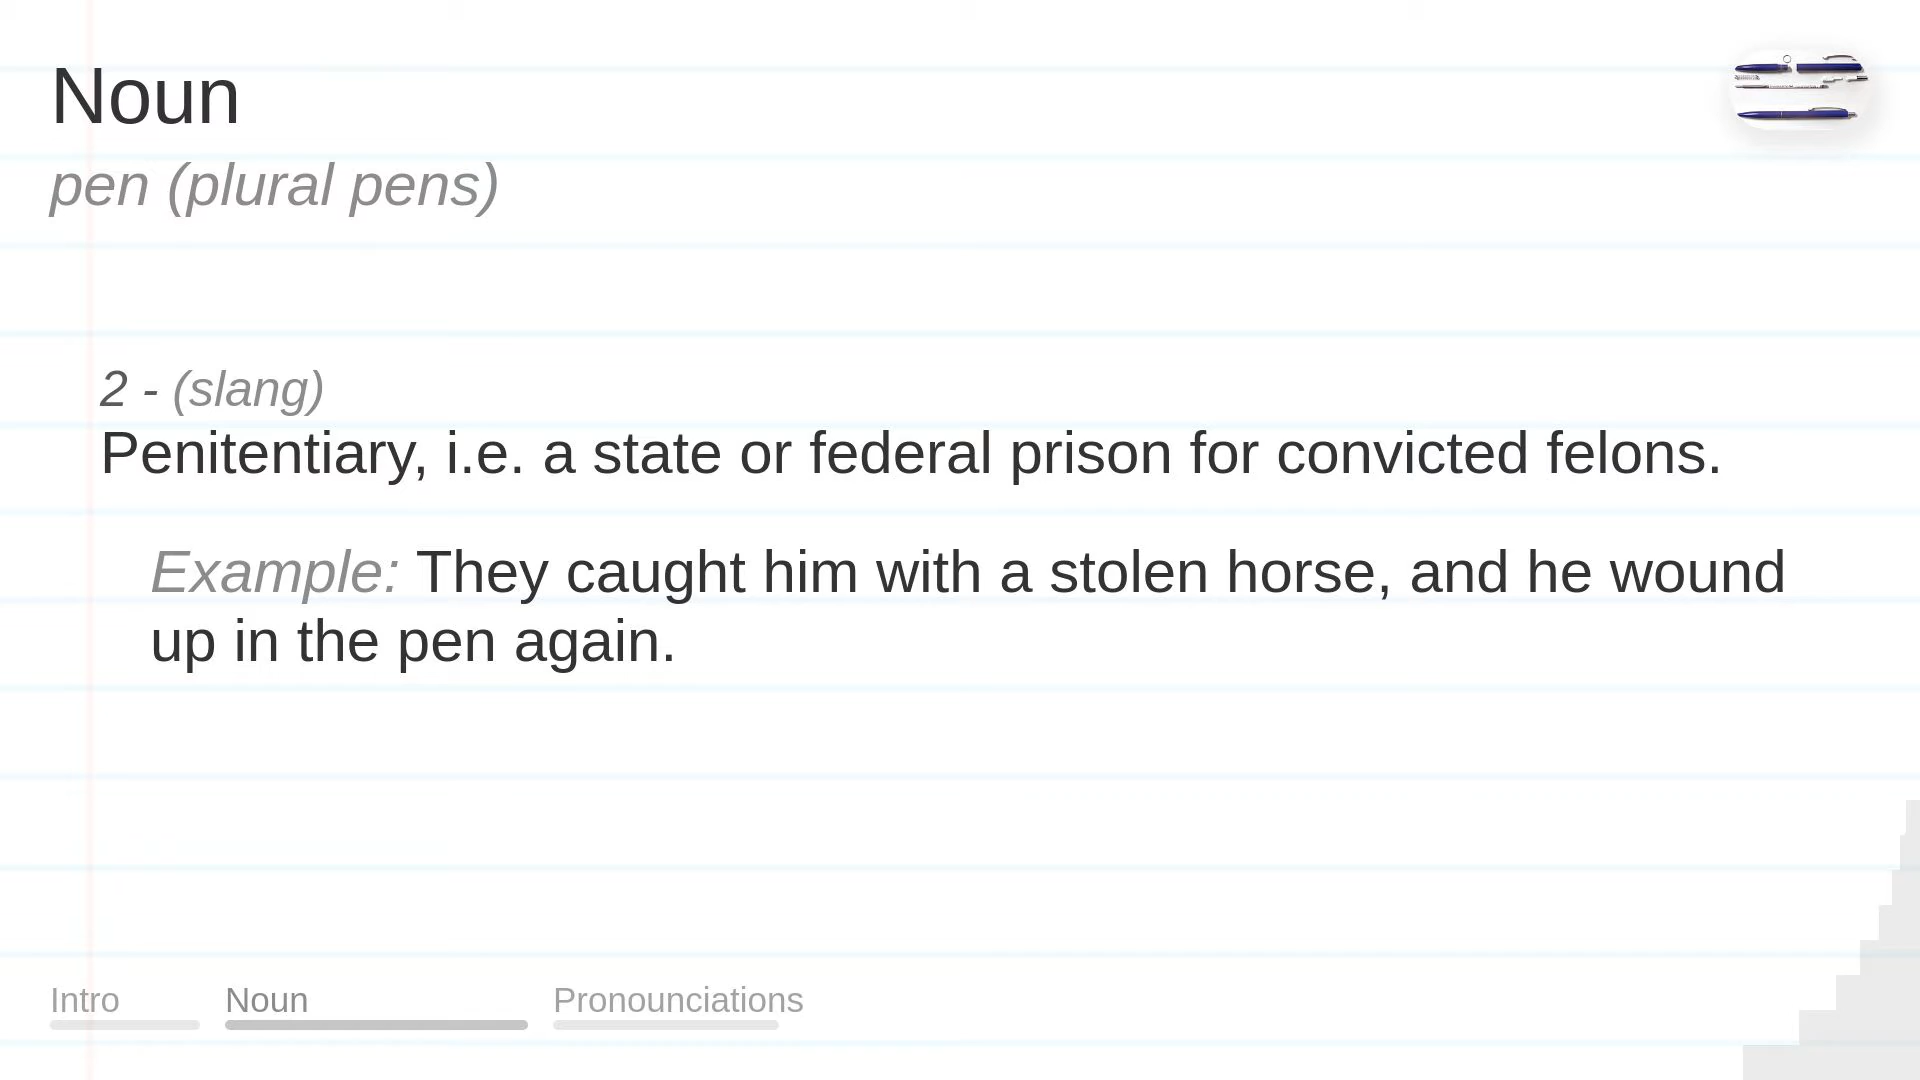 Noun
pen (plural pens)
2 - (slang)
Penitentiary, i.e. a state or federal prison for convicted felons.
Example: They caught him with a stolen horse, and he wound
up in the pen again.
Intro
Noun
Pronounciations